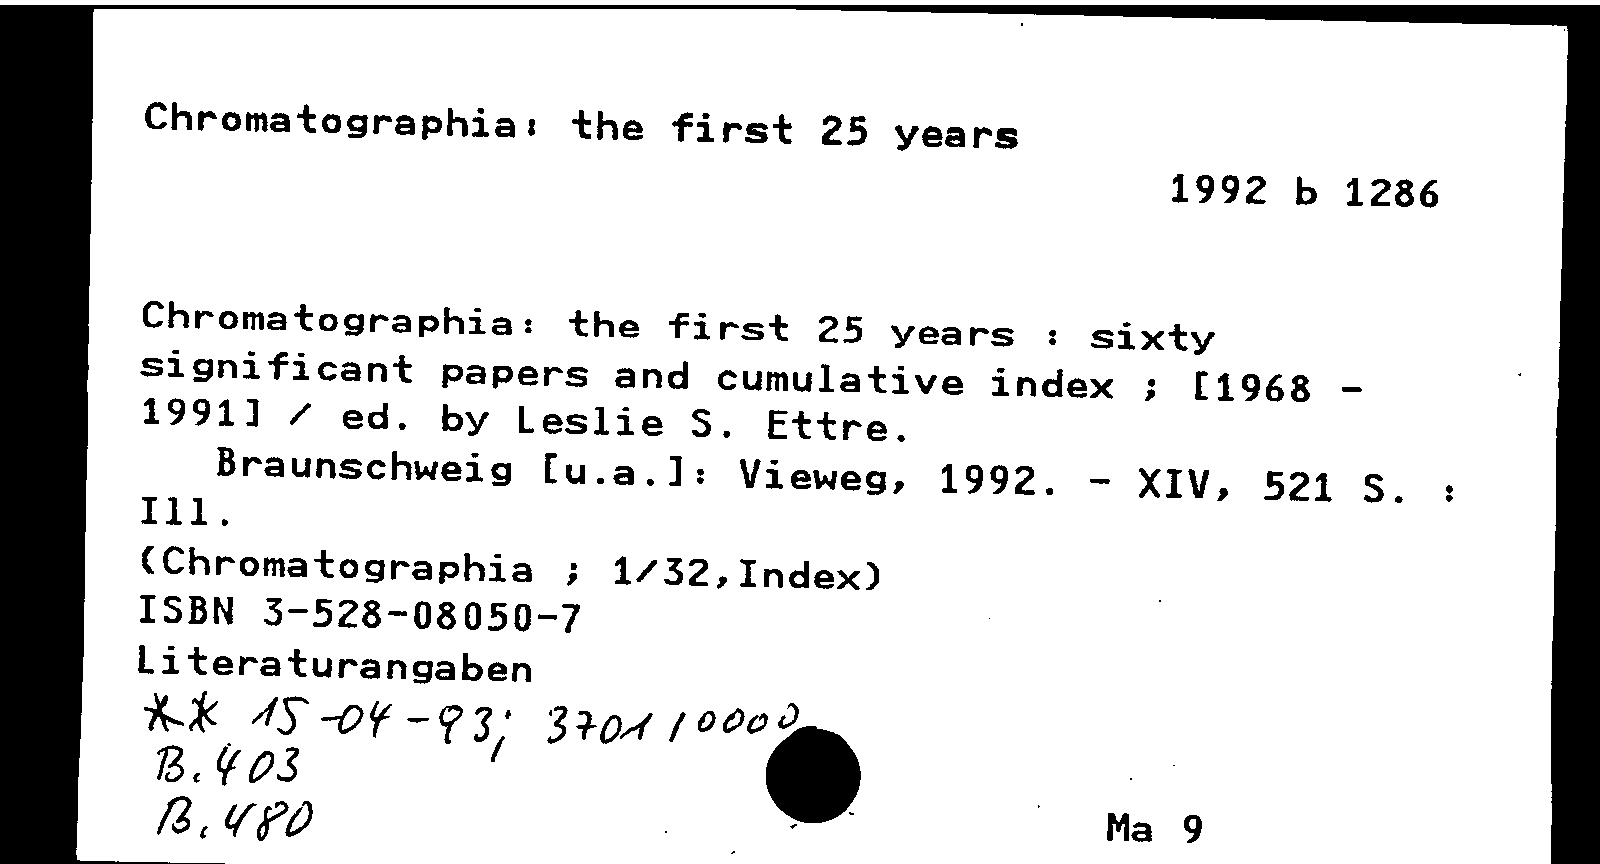 Chromatographia: the first 25 years
1992 b 1286
Chromatographia: the first 25 years : sixty
significant papers and cumulative index ; [1968 -
1991] / ed. by Leslie S. Ettre.
Braunschweig [u.a.]: Vieweg, 1992. - XIV, 521 S. :
Ill.
(Chromatographia ; 1/32,Index)
ISBN 3-528-08050-7
Literaturangaben
** 15-04-93; 3701/0000
B.403
B.480
Ma 9